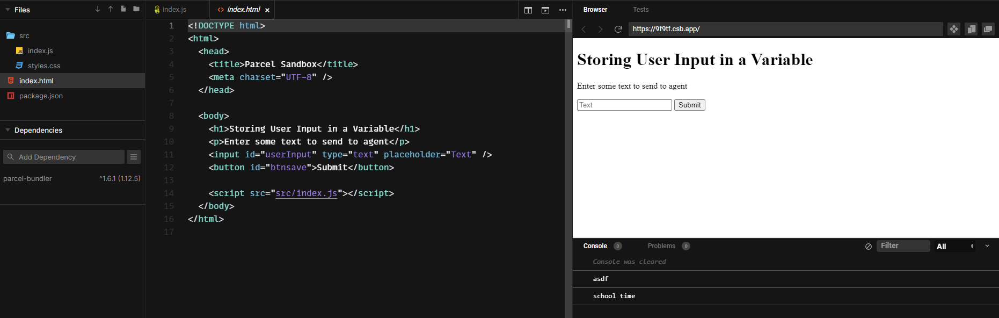 Files
src
index.js
styles.css
index.html
package.json
Dependencies
Add Dependency
parcel-bundler ^1.6.1 (1.12.5)
index.js
index.html
1 <!DOCTYPE html>
2 <html>
3 <head>
4 <title>Parcel Sandbox</title>
5 <meta charset="UTF-8" />
6 </head>
7
8 <body>
9 <h1>Storing User Input in a Variable</h1>
10 <p>Enter some text to send to agent</p>
11 <input id="userInput" type="text" placeholder="Text" />
12 <button id="btnsave">Submit</button>
13
14 <script src="src/index.js"></script>
15 </body>
16 </html>
17
Browser Tests
https://9f9tf.csb.app/
Storing User Input in a Variable
Enter some text to send to agent
Text Submit
Console 0 Problems 0 Filter All
Console was cleared
asdf
school time